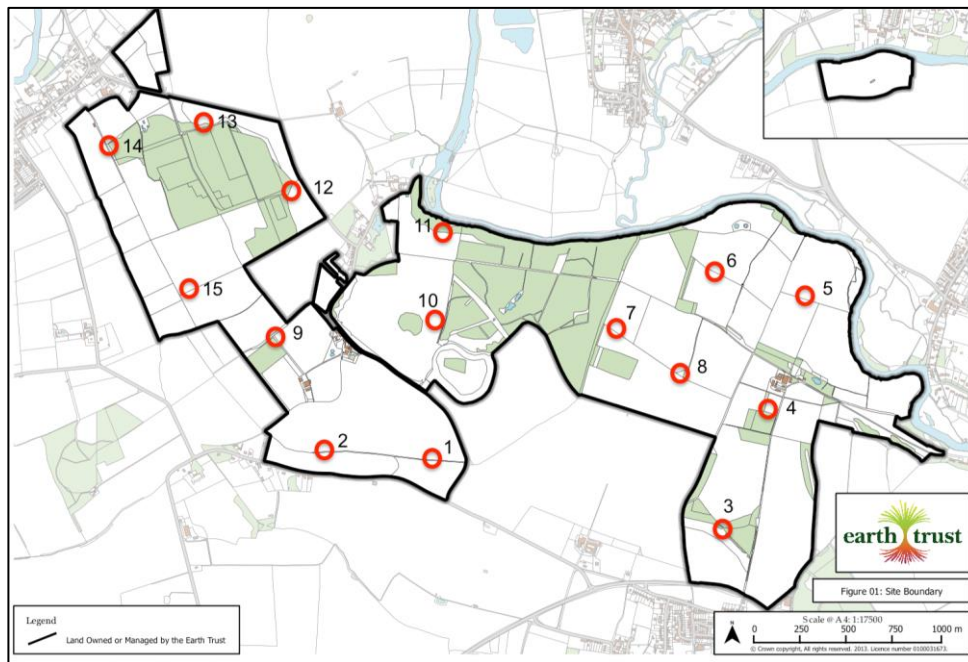 13
14
12
11
6
5
15
10
7
9
8
4
2
1
3
earth trust
Figure 01: Site Boundary
Legend
Land Owned or Managed by the Earth Trust
Scale @ A4: 1:17500
0 250 500 1000 m
© Crown copyright, All rights reserved. 2013. Licence number 0100031673.